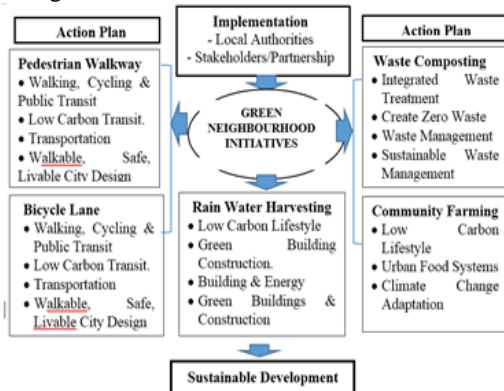 Action Plan
Implementation
- Local Authorities
- Stakeholders/Partnership
Action Plan
Pedestrian Walkway
• Walking, Cycling &
Public Transit
• Low Carbon Transit.
• Transportation
• Walkable, Safe,
Livable City Design
GREEN
NEIGHBOURHOOD
INITIATIVES
Waste Composting
• Integrated Waste
Treatment
• Create Zero Waste
• Waste Management
• Sustainable Waste
Management
Bicycle Lane
• Walking, Cycling &
Public Transit
• Low Carbon Transit.
• Transportation
• Walkable, Safe,
Livable City Design
Rain Water Harvesting
• Low Carbon Lifestyle
• Green Building
Construction.
• Building & Energy
• Green Buildings &
Construction
Community Farming
• Low Carbon
Lifestyle
• Urban Food Systems
• Climate Change
Adaptation
Sustainable Development